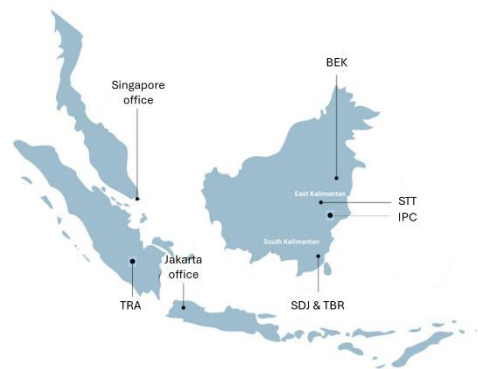 BEK
Singapore
office
East Kalimantan
STT
IPC
South Kalimantan
Jakarta
office
TRA
SDJ & TBR